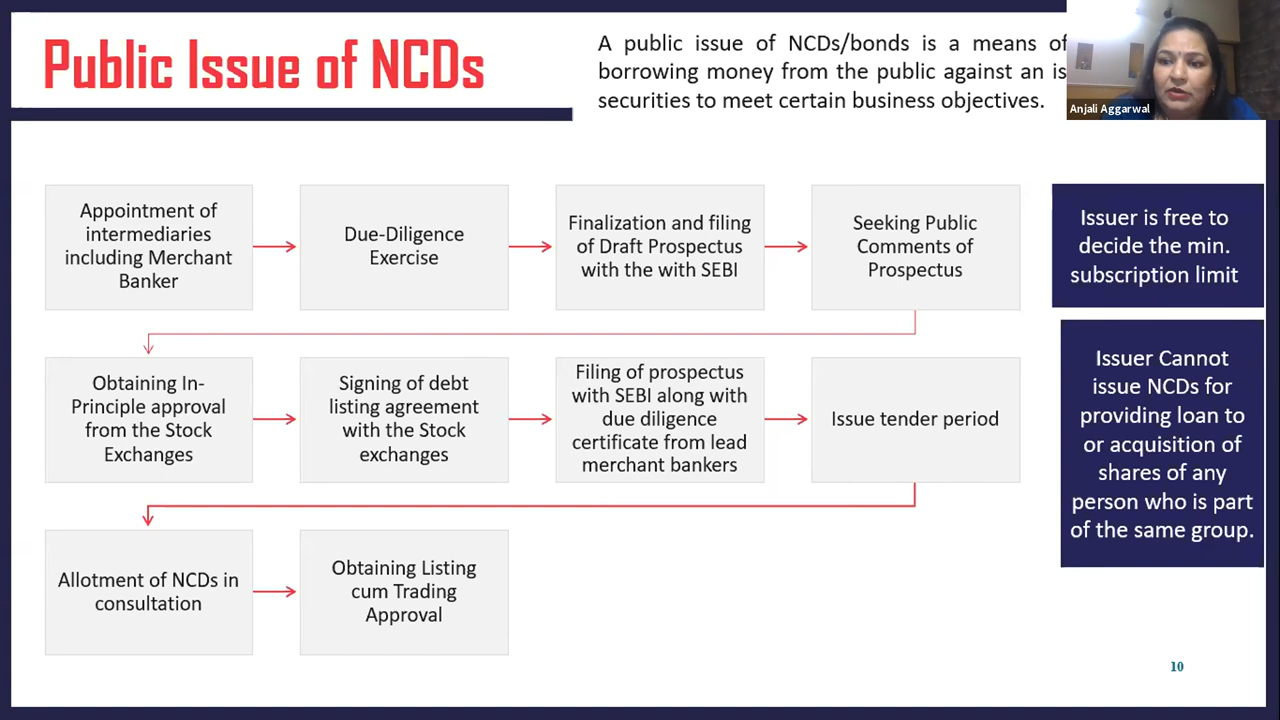 Public Issue of NCDs
A public issue of NCDs/bonds is a means of
borrowing money from the public against an is
securities to meet certain business objectives.
Anjali Aggarwal
Appointment of
intermediaries
including Merchant
Banker
Due-Diligence
Exercise
Finalization and filing
of Draft Prospectus
with the with SEBI
Seeking Public
Comments of
Prospectus
Issuer is free to
decide the min.
subscription limit
Obtaining In-
Principle approval
from the Stock
Exchanges
Signing of debt
listing agreement
with the Stock
exchanges
Filing of prospectus
with SEBI along with
due diligence
certificate from lead
merchant bankers
Issue tender period
Issuer Cannot
issue NCDs for
providing loan to
or acquisition of
shares of any
person who is part
of the same group.
Allotment of NCDs in
consultation
Obtaining Listing
cum Trading
Approval
10